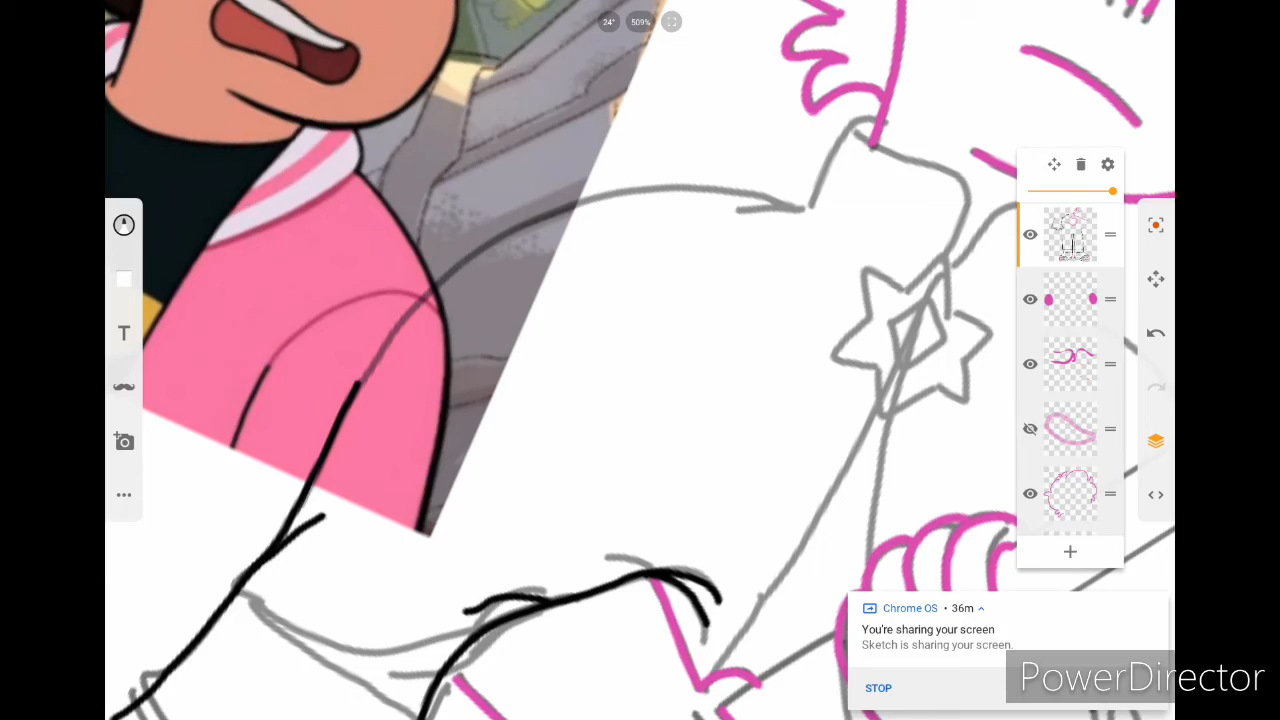 24°
509%
T
Chrome OS • 36m
You're sharing your screen
Sketch is sharing your screen.
STOP
PowerDirector